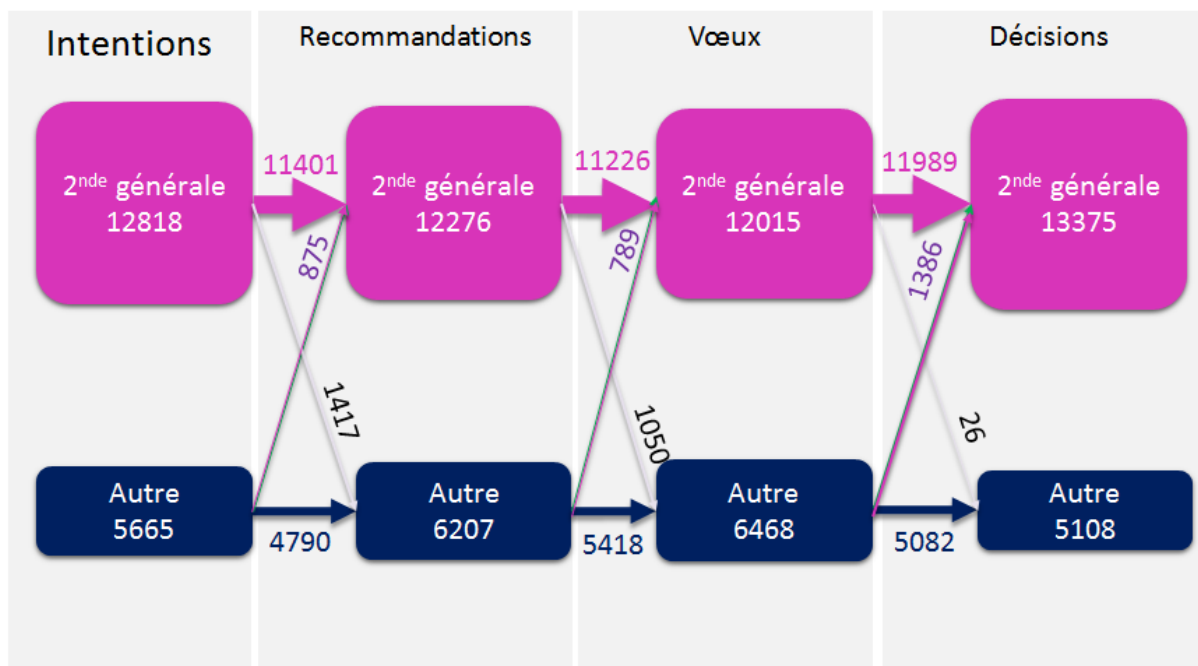 Intentions
Recommandations
Vœux
Décisions
2nde générale
12818
11401
2nde générale
12276
11226
2nde générale
12015
11989
2nde générale
13375
875
789
1386
1417
1050
26
Autre
5665
4790
Autre
6207
5418
Autre
6468
5082
Autre
5108